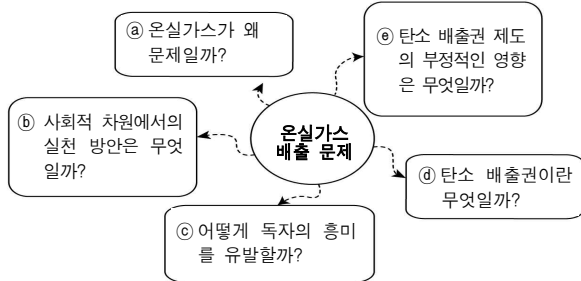 ⓐ 온실가스가 왜
문제일까?
ⓔ 탄소 배출권 제도
의 부정적인 영향
은 무엇일까?
ⓑ 사회적 차원에서의
실천 방안은 무엇
일까?
온실가스
배출 문제
ⓓ 탄소 배출권이란
무엇일까?
ⓒ 어떻게 독자의 흥미
를 유발할까?